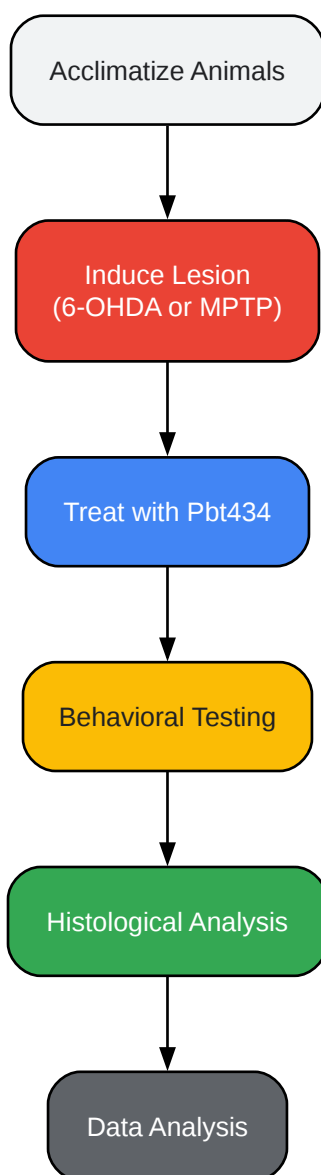 Acclimatize Animals
Induce Lesion
(6-OHDA or MPTP)
Treat with Pbt434
Behavioral Testing
Histological Analysis
Data Analysis